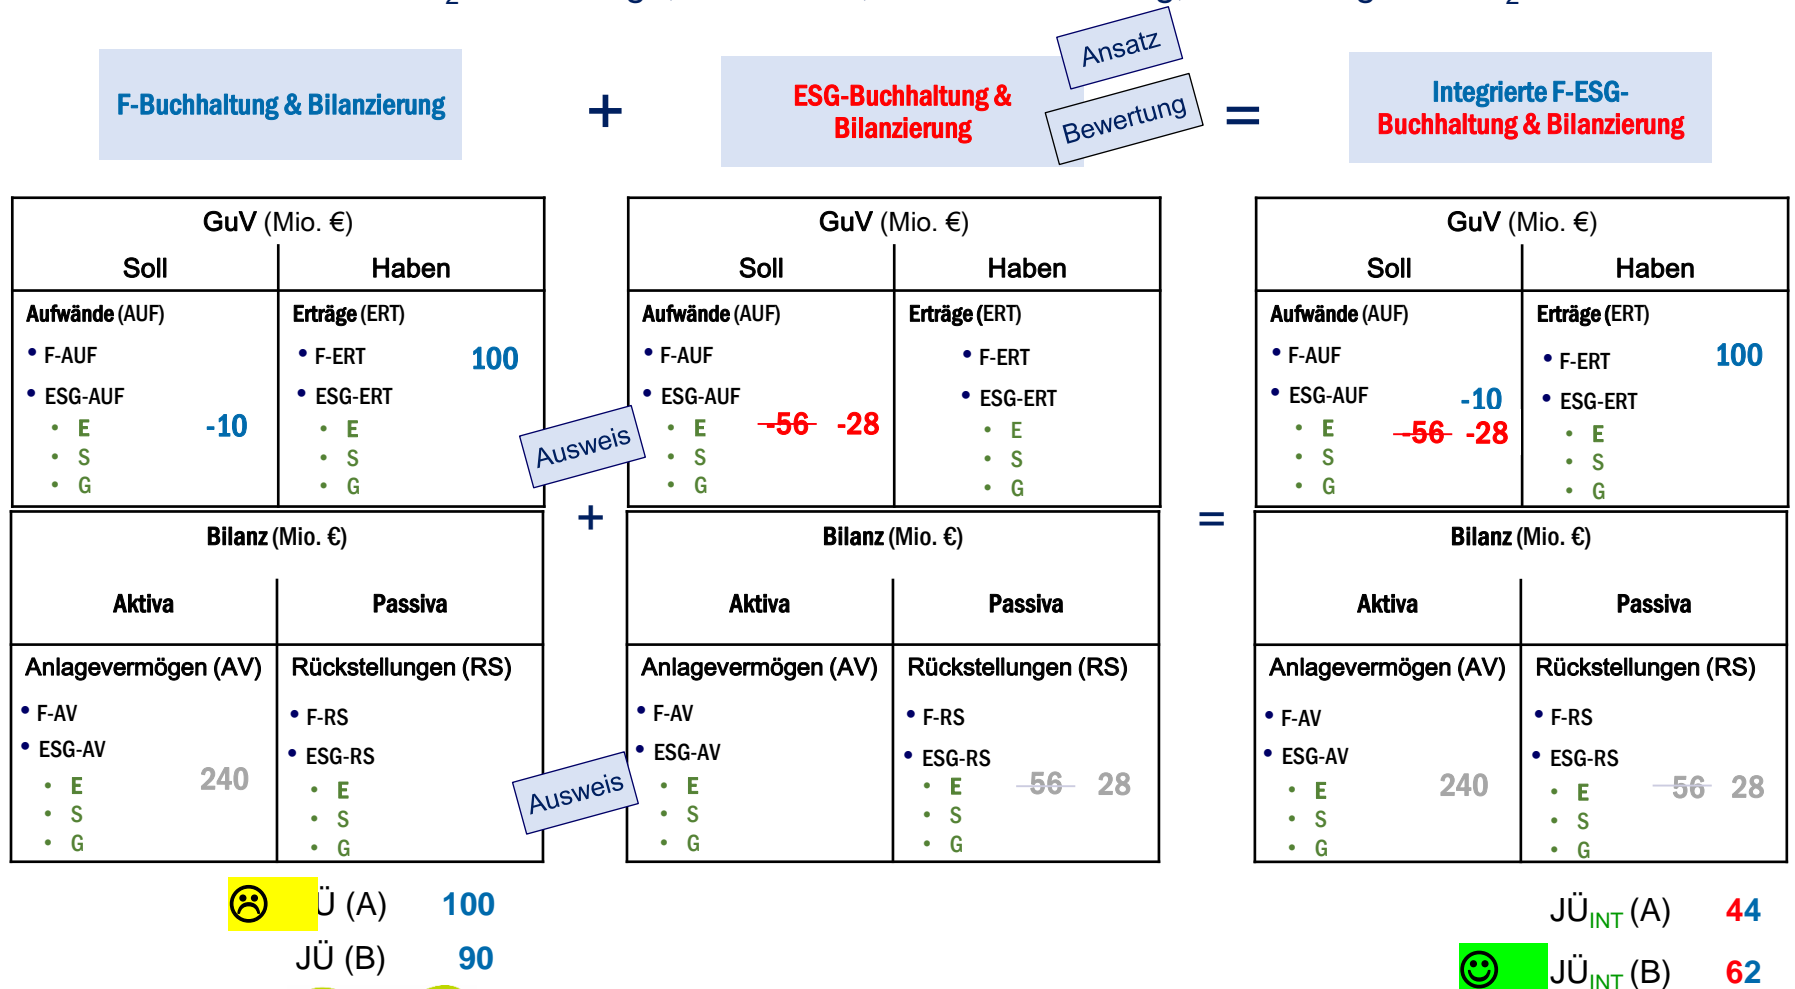 F-Buchhaltung & Bilanzierung
+
ESG-Buchhaltung &
Bilanzierung
Ansatz
Bewertung
=
Integrierte F-ESG-
Buchhaltung & Bilanzierung
GuV (Mio. €)
Soll
Haben
Aufwände (AUF)
• F-AUF
• ESG-AUF
• E -10
• S
• G
Erträge (ERT)
• F-ERT 100
• ESG-ERT
• E
• S
• G
Ausweis
GuV (Mio. €)
Soll
Haben
Aufwände (AUF)
• F-AUF
• ESG-AUF
• E -56 -28
• S
• G
Erträge (ERT)
• F-ERT
• ESG-ERT
• E
• S
• G
GuV (Mio. €)
Soll
Haben
Aufwände (AUF)
• F-AUF
• ESG-AUF -10
• E -56 -28
• S
• G
Erträge (ERT)
• F-ERT 100
• ESG-ERT
• E
• S
• G
+
=
Bilanz (Mio. €)
Aktiva
Passiva
Anlagevermögen (AV)
• F-AV
• ESG-AV
• E 240
• S
• G
Rückstellungen (RS)
• F-RS
• ESG-RS
• E
• S
• G
Ausweis
Bilanz (Mio. €)
Aktiva
Passiva
Anlagevermögen (AV)
• F-AV
• ESG-AV
• E
• S
• G
Rückstellungen (RS)
• F-RS
• ESG-RS
• E 56 28
• S
• G
Bilanz (Mio. €)
Aktiva
Passiva
Anlagevermögen (AV)
• F-AV
• ESG-AV
• E 240
• S
• G
Rückstellungen (RS)
• F-RS
• ESG-RS
• E 56 28
• S
• G
Ü (A) 100
JÜ (B) 90
JÜINT (A) 44
JÜINT (B) 62